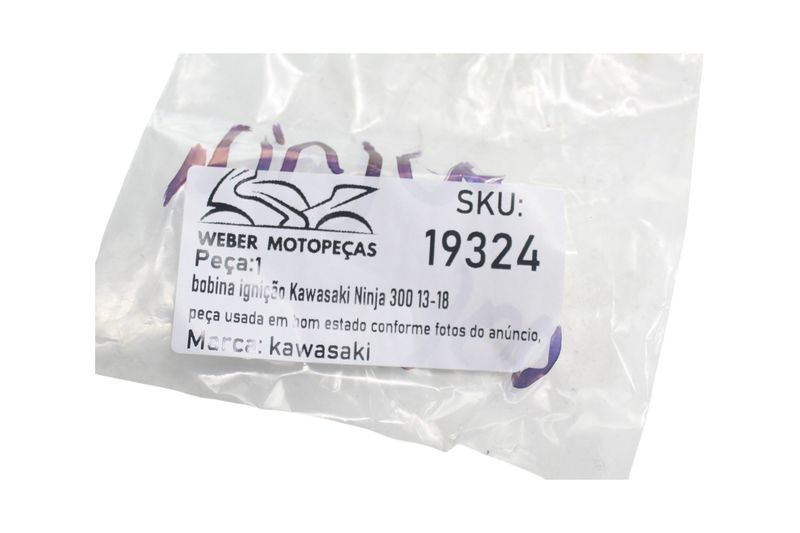 WEBER MOTOPEÇAS
SKU:
19324
Peça:1
bobina ignição Kawasaki Ninja 300 13-18
peça usada em bom estado conforme fotos do anúncio,
Marca: kawasaki